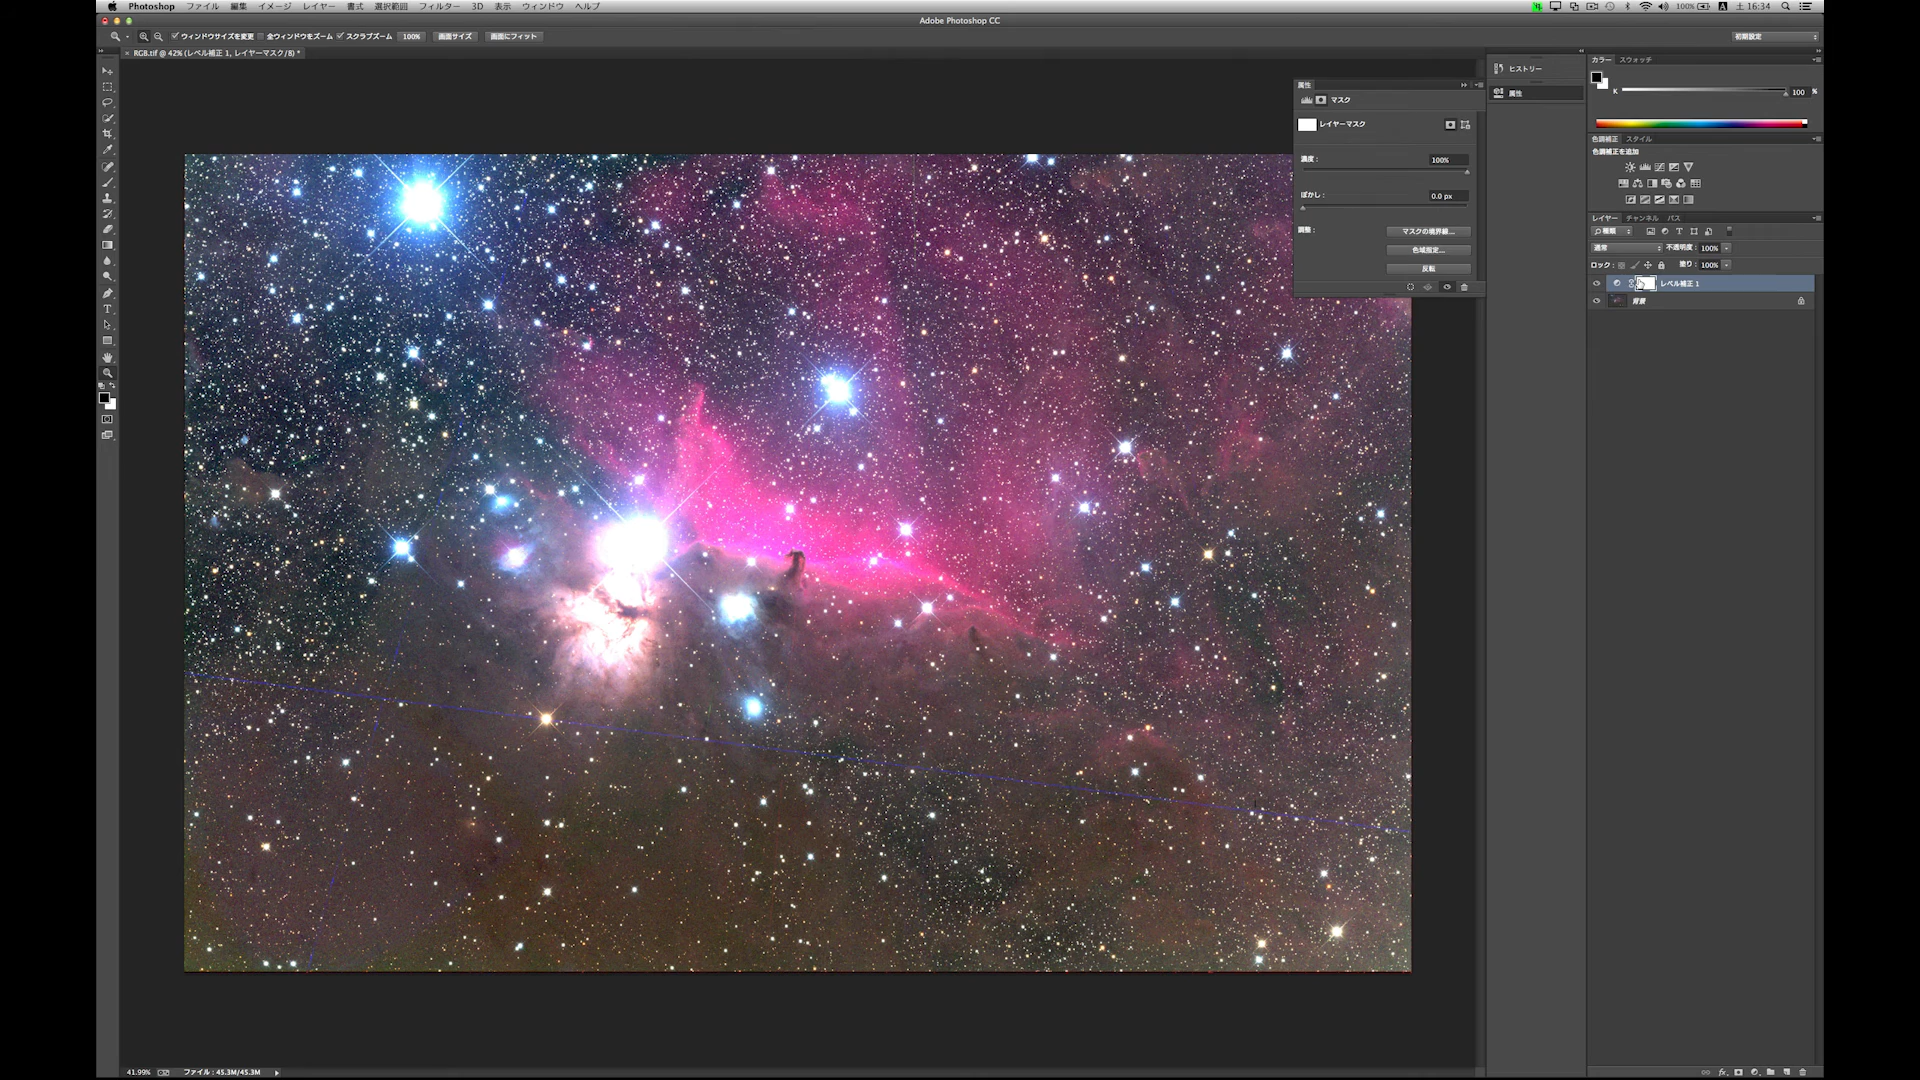 Photoshop ファイル 編集 イメージ レイヤー 書式 選択範囲 フィルター 3D 表示 ウィンドウ ヘルプ 100% A 土 16:34
Adobe Photoshop CC
ウィンドウサイズを変更 全ウィンドウをズーム スクラブズーム 100% 画面サイズ 画面にフィット 初期設定
RGB.tif @ 42% (レベル補正 1, レイヤーマスク/8) *
属性
マスク
レイヤーマスク
濃度 : 100%
ぼかし : 0.0 px
調整 : マスクの境界線...
色域指定...
反転
ヒストリー
属性
カラー スウォッチ
K 100 %
色調補正 スタイル
色調補正を追加
レイヤー チャンネル パス
種類
通常 不透明度 : 100%
ロック : 塗り : 100%
レベル補正 1
背景
41.99% ファイル : 45.3M/45.3M